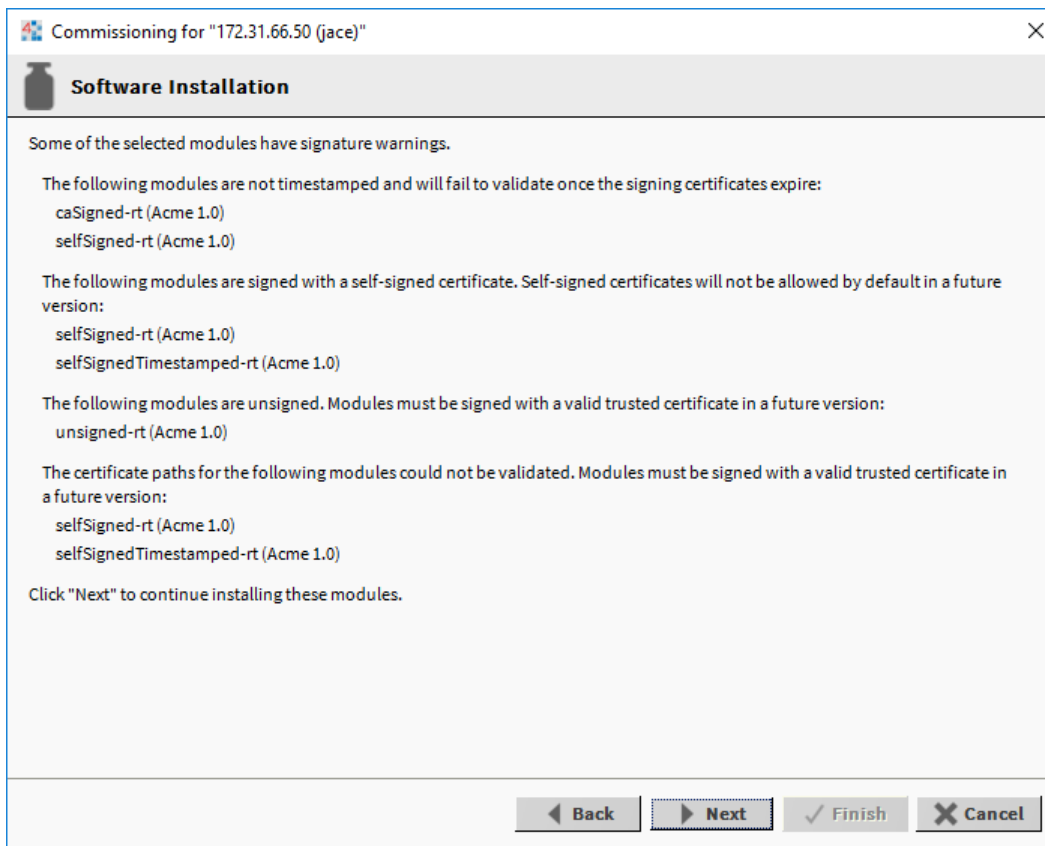 Commissioning for "172.31.66.50 (jace)"
Software Installation
Some of the selected modules have signature warnings.
The following modules are not timestamped and will fail to validate once the signing certificates expire:
caSigned-rt (Acme 1.0)
selfSigned-rt (Acme 1.0)
The following modules are signed with a self-signed certificate. Self-signed certificates will not be allowed by default in a future
version:
selfSigned-rt (Acme 1.0)
selfSignedTimestamped-rt (Acme 1.0)
The following modules are unsigned. Modules must be signed with a valid trusted certificate in a future version:
unsigned-rt (Acme 1.0)
The certificate paths for the following modules could not be validated. Modules must be signed with a valid trusted certificate in
a future version:
selfSigned-rt (Acme 1.0)
selfSignedTimestamped-rt (Acme 1.0)
Click "Next" to continue installing these modules.
Back Next Finish Cancel